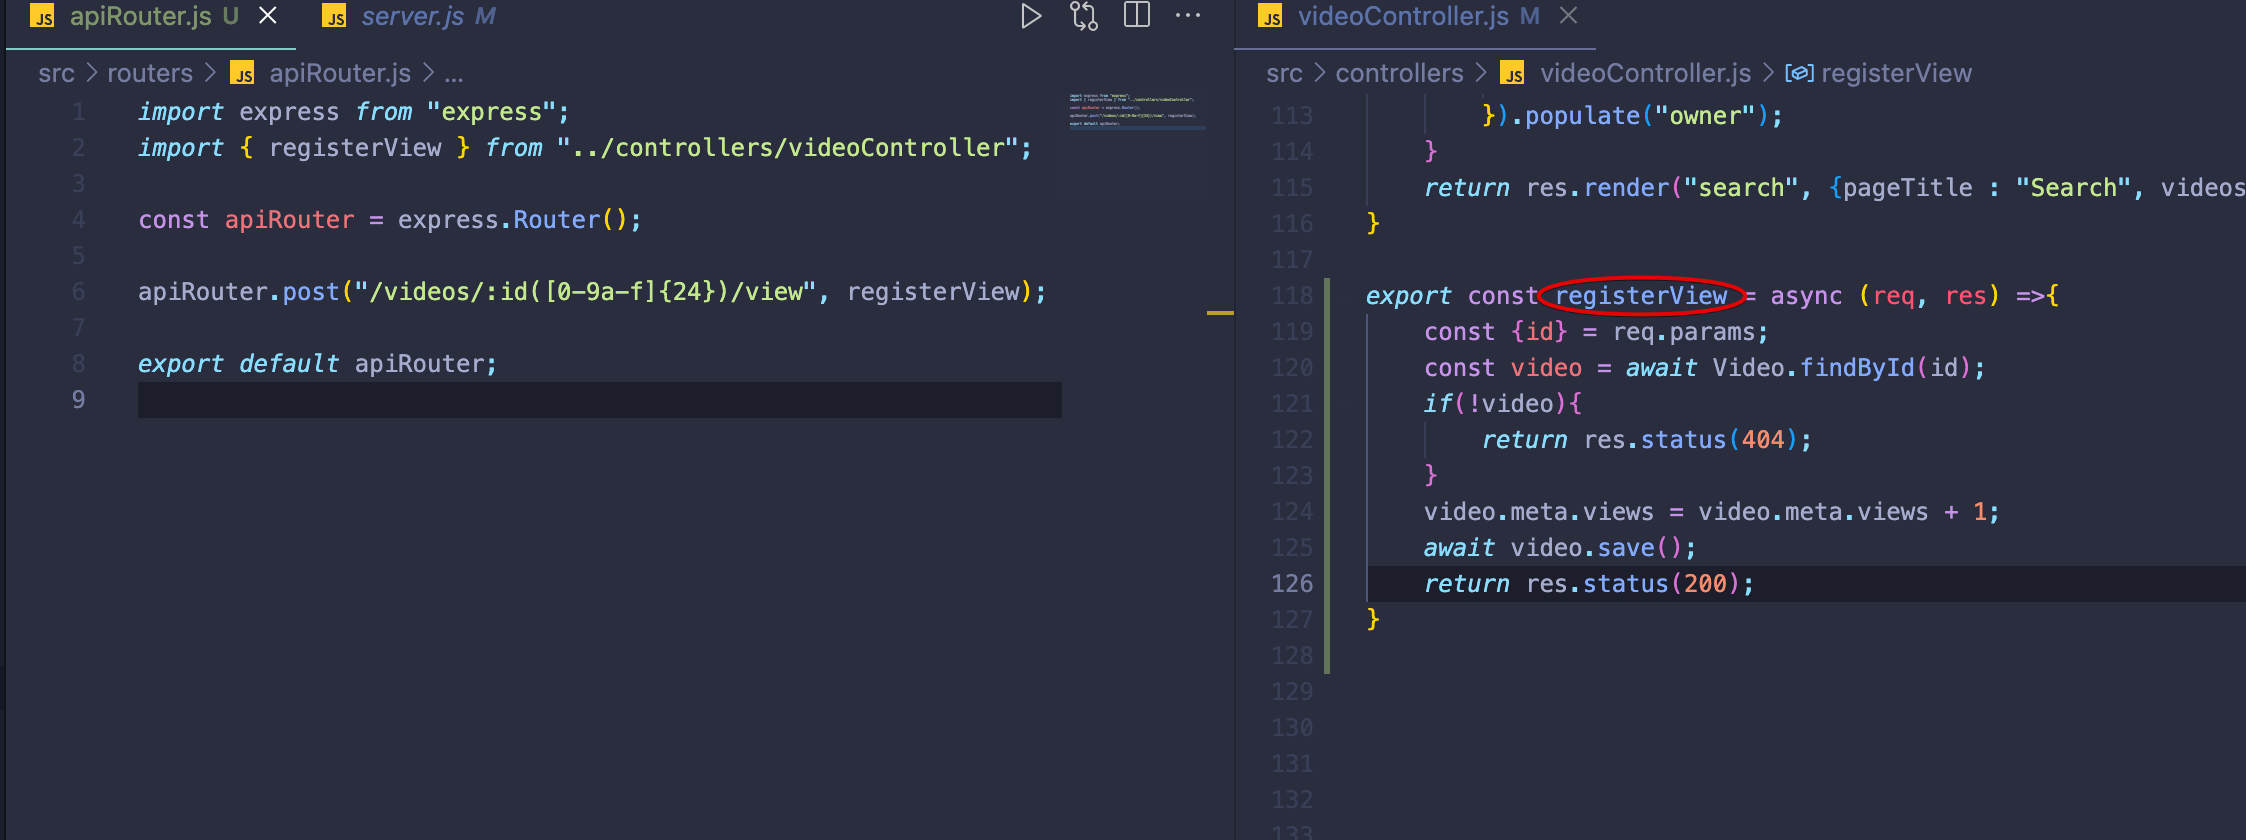 JS apiRouter.js U
JS server.js M
src > routers > JS apiRouter.js > ...
1 import express from "express";
2 import { registerView } from "../controllers/videoController";
3
4 const apiRouter = express.Router();
5
6 apiRouter.post("/videos/:id([0-9a-f]{24})/view", registerView);
7
8 export default apiRouter;
9
JS videoController.js M
src > controllers > JS videoController.js > registerView
113 }).populate("owner");
114 }
115 return res.render("search", {pageTitle : "Search", videos
116 }
117
118 export const registerView = async (req, res) =>{
119 const {id} = req.params;
120 const video = await Video.findById(id);
121 if(!video){
122 return res.status(404);
123 }
124 video.meta.views = video.meta.views + 1;
125 await video.save();
126 return res.status(200);
127 }
128
129
130
131
132
133